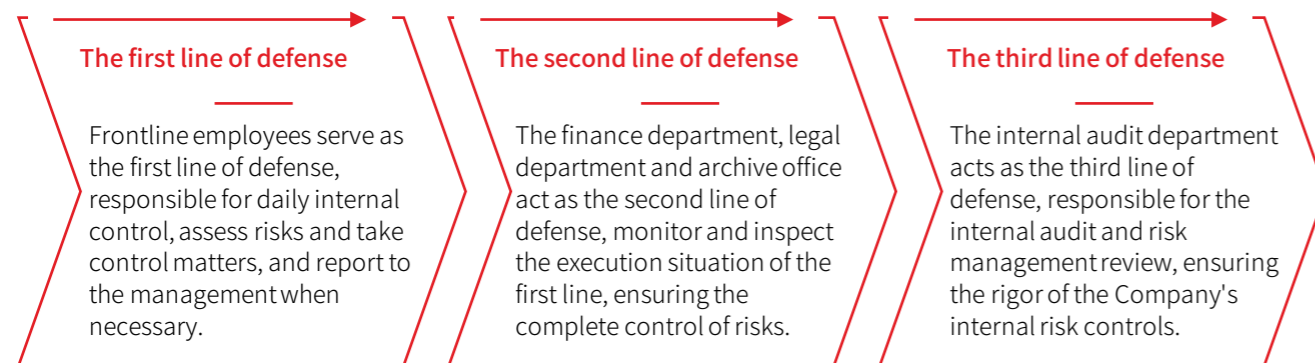 The first line of defense
Frontline employees serve as
the first line of defense,
responsible for daily internal
control, assess risks and take
control matters, and report to
the management when
necessary.
The second line of defense
The finance department, legal
department and archive office
act as the second line of
defense, monitor and inspect
the execution situation of the
first line, ensuring the
complete control of risks.
The third line of defense
The internal audit department
acts as the third line of
defense, responsible for the
internal audit and risk
management review, ensuring
the rigor of the Company's
internal risk controls.